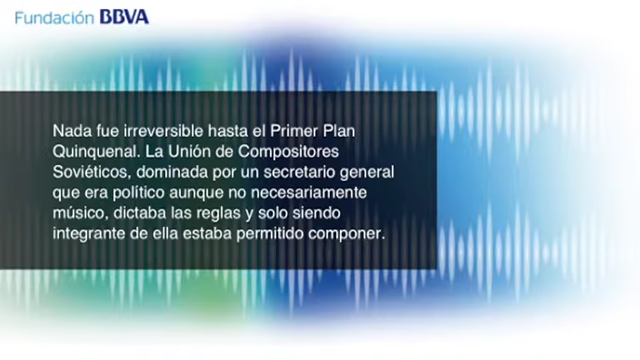 Fundación BBVA
Nada fue irreversible hasta el Primer Plan
Quinquenal. La Unión de Compositores
Soviéticos, dominada por un secretario general
que era político aunque no necesariamente
músico, dictaba las reglas y solo siendo
integrante de ella estaba permitido componer.